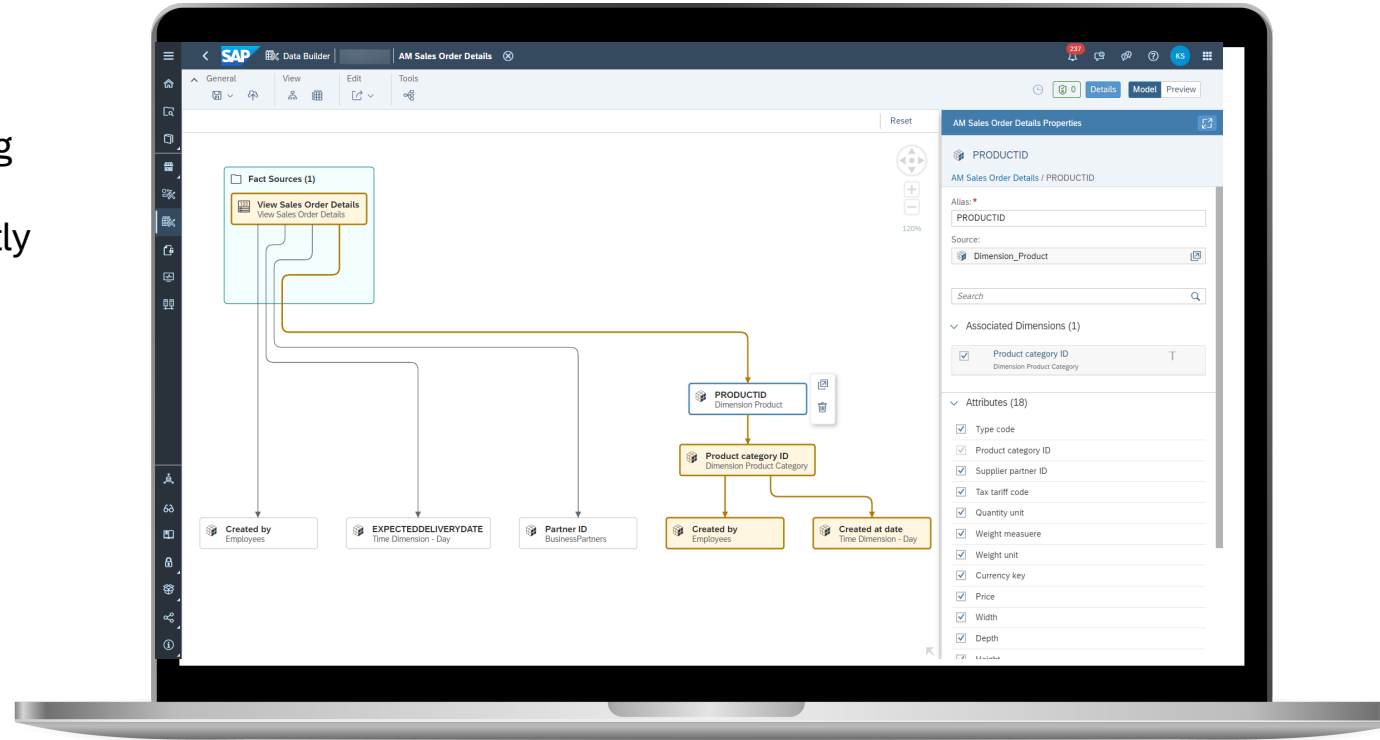 g
tly
SAP Data Builder AM Sales Order Details 237 KS
General View Edit Tools
0 Details Model Preview
Reset
AM Sales Order Details Properties
PRODUCTID
AM Sales Order Details / PRODUCTID
Alias:*
PRODUCTID
Source:
Dimension_Product
Search
Associated Dimensions (1)
Product category ID
Dimension Product Category
T
Attributes (18)
Type code
Product category ID
Supplier partner ID
Tax tariff code
Quantity unit
Weight measuere
Weight unit
Currency key
Price
Width
Depth
Height
Fact Sources (1)
123
View Sales Order Details
View Sales Order Details
120%
PRODUCTID
Dimension Product
Product category ID
Dimension Product Category
Created by
Employees
EXPECTEDDELIVERYDATE
Time Dimension - Day
Partner ID
BusinessPartners
Created by
Employees
Created at date
Time Dimension - Day